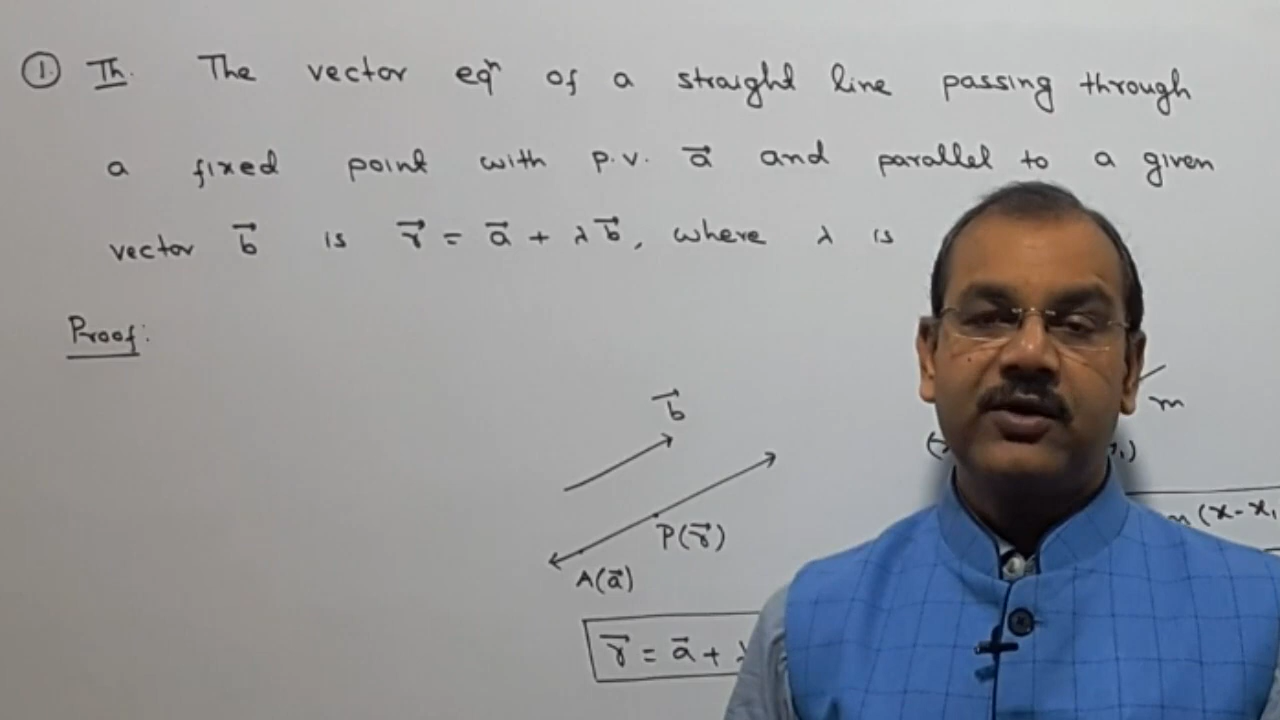 ① Th. The vector eqⁿ of a straight line passing through
a fixed point with p.v. a⃗ and parallel to a given
vector b⃗ is r⃗ = a⃗ + λb⃗, where λ is
Proof:
b⃗
m
P(r⃗)
(x-x₁
A(a⃗)
r⃗ = a⃗ + λ